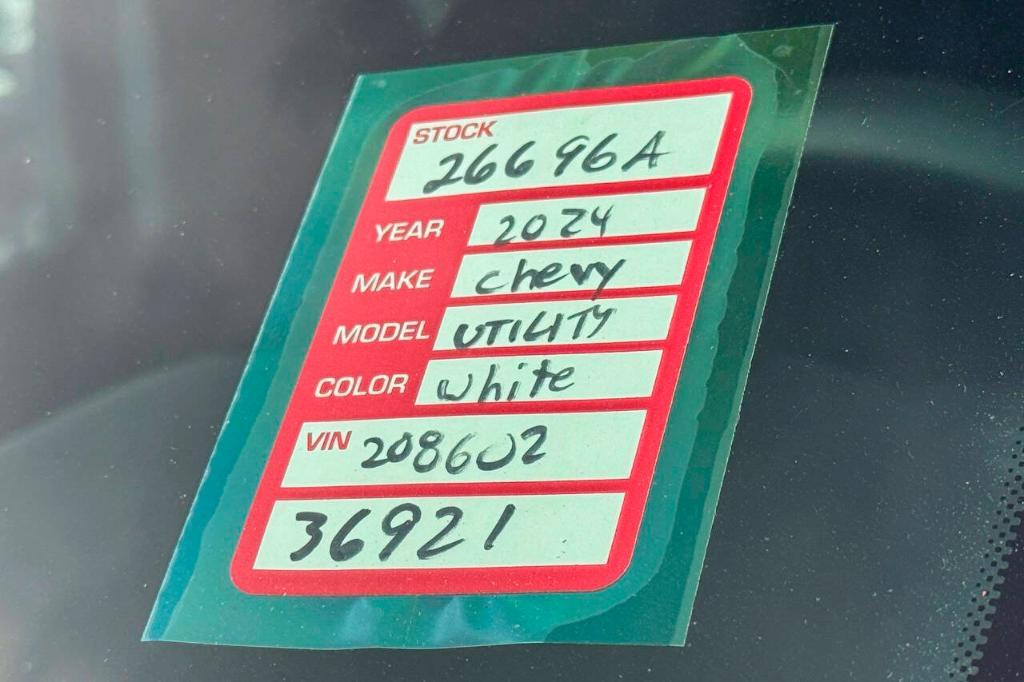 STOCK
26696A
YEAR 2024
MAKE chevy
MODEL UTILITY
COLOR white
VIN 208602
36921